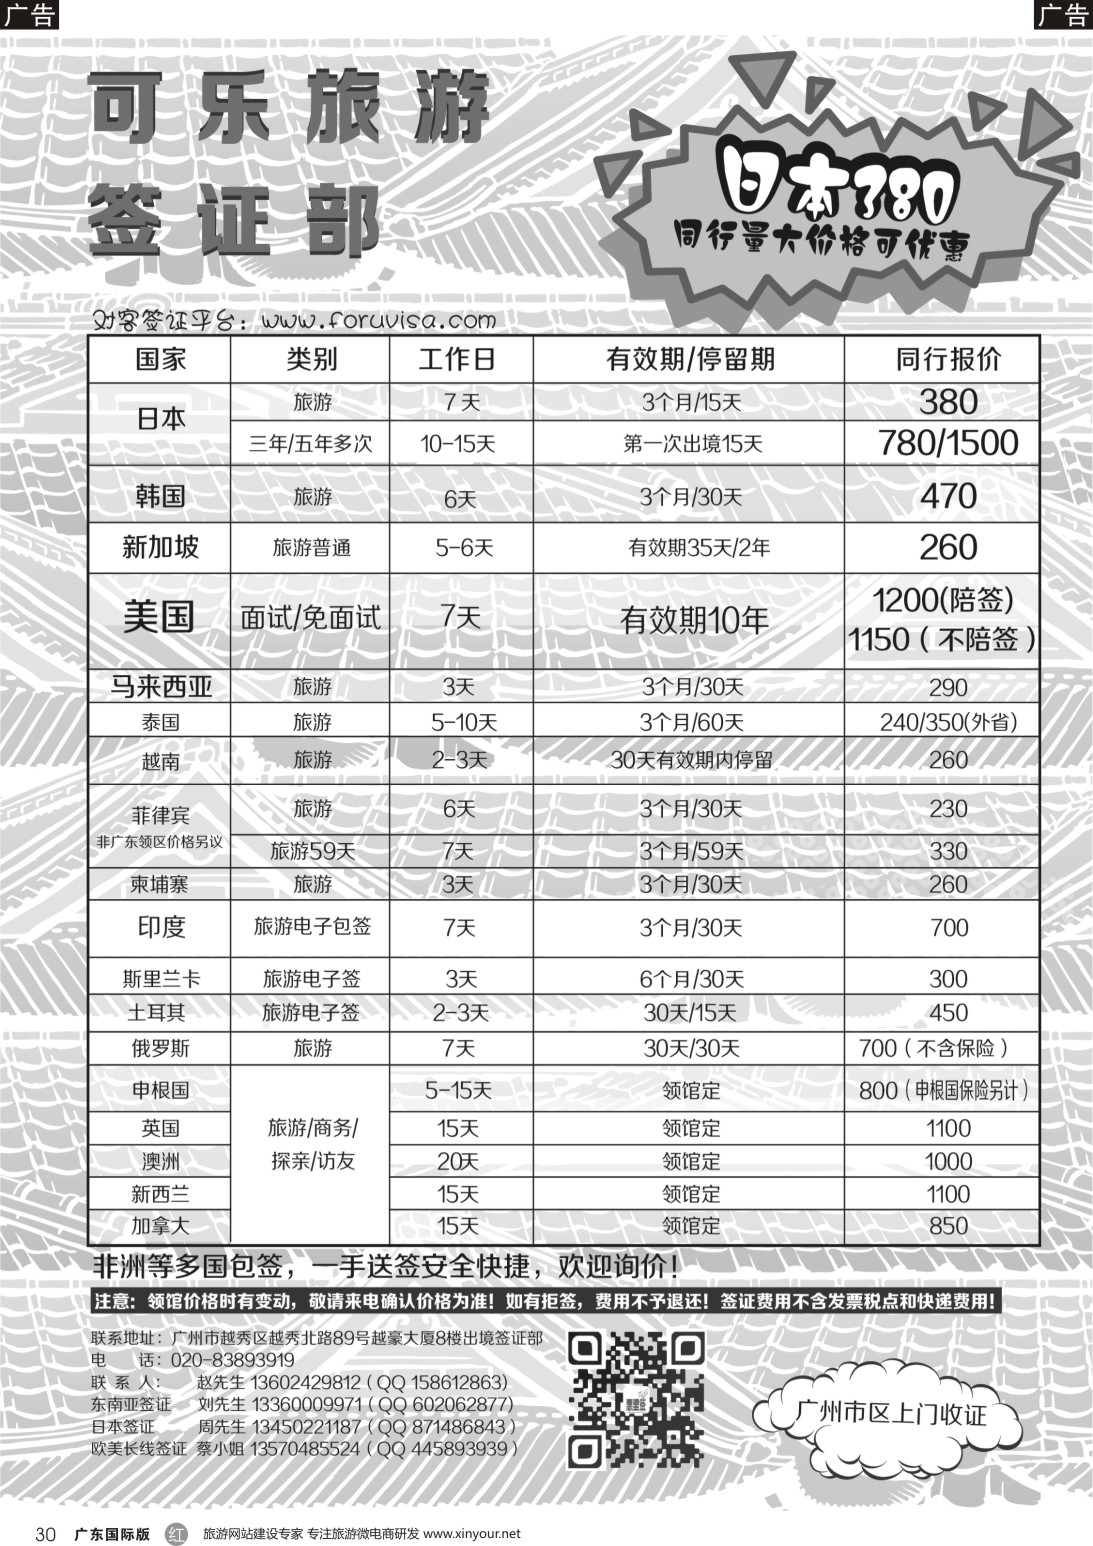 广告
广告
可乐旅游
签证部
日本380
同行量大价格可优惠
对客签证平台：www.foruvisa.com
国家 类别 工作日 有效期/停留期 同行报价
日本 旅游 7天 3个月/15天 380
三年/五年多次 10-15天 第一次出境15天 780/1500
韩国 旅游 6天 3个月/30天 470
新加坡 旅游普通 5-6天 有效期35天/2年 260
美国 面试/免面试 7天 有效期10年 1200(陪签)
1150（不陪签）
马来西亚 旅游 3天 3个月/30天 290
泰国 旅游 5-10天 3个月/60天 240/350(外省)
越南 旅游 2-3天 30天有效期内停留 260
菲律宾 旅游 6天 3个月/30天 230
非广东领区价格另议 旅游59天 7天 3个月/59天 330
柬埔寨 旅游 3天 3个月/30天 260
印度 旅游电子包签 7天 3个月/30天 700
斯里兰卡 旅游电子签 3天 6个月/30天 300
土耳其 旅游电子签 2-3天 30天/15天 450
俄罗斯 旅游 7天 30天/30天 700（不含保险）
申根国 5-15天 领馆定 800（申根国保险另计）
英国 旅游/商务/ 15天 领馆定 1100
澳洲 探亲/访友 20天 领馆定 1000
新西兰 15天 领馆定 1100
加拿大 15天 领馆定 850
非洲等多国包签，一手送签安全快捷，欢迎询价！
注意：领馆价格时有变动，敬请来电确认价格为准！如有拒签，费用不予退还！签证费用不含发票税点和快递费用！
联系地址：广州市越秀区越秀北路89号越豪大厦8楼出境签证部
电 话：020-83893919
联 系 人： 赵先生 13602429812（QQ 158612863）
东南亚签证 刘先生 13360009971（QQ 602062877）
日本签证 周先生 13450221187（QQ 871486843）
欧美长线签证 蔡小姐 13570485524（QQ 445893939）
广州市区上门收证
30 广东国际版 红 旅游网站建设专家 专注旅游微电商研发 www.xinyour.net